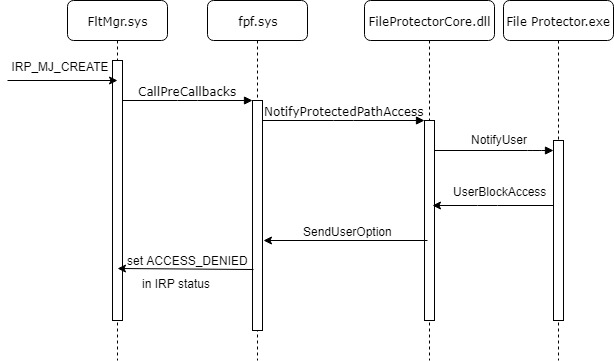 FltMgr.sys
fpf.sys
FileProtectorCore.dll
File Protector.exe
IRP_MJ_CREATE
CallPreCallbacks
NotifyProtectedPathAccess
NotifyUser
UserBlockAccess
SendUserOption
set ACCESS_DENIED
in IRP status